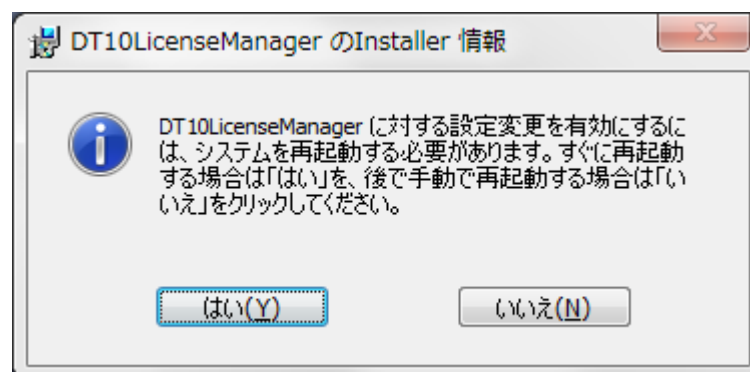 DT10LicenseManager のInstaller 情報
DT10LicenseManager に対する設定変更を有効にするに
は、システムを再起動する必要があります。すぐに再起動
する場合は「はい」を、後で手動で再起動する場合は「い
いえ」をクリックしてください。
はい(Y) いいえ(N)